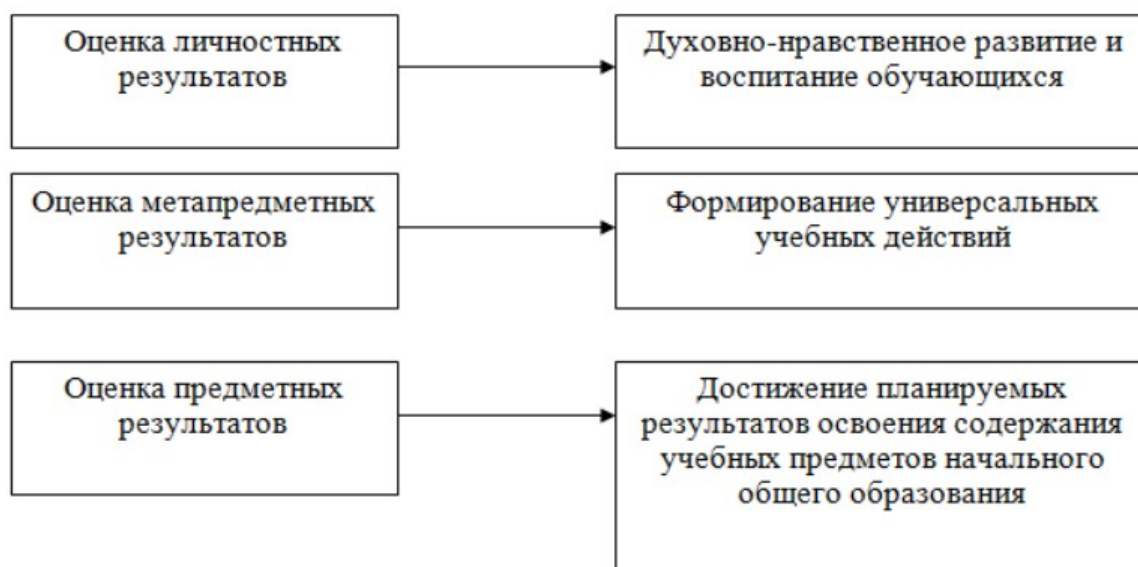 Оценка личностных
результатов
Духовно-нравственное развитие и
воспитание обучающихся
Оценка метапредметных
результатов
Формирование универсальных
учебных действий
Оценка предметных
результатов
Достижение планируемых
результатов освоения содержания
учебных предметов начального
общего образования